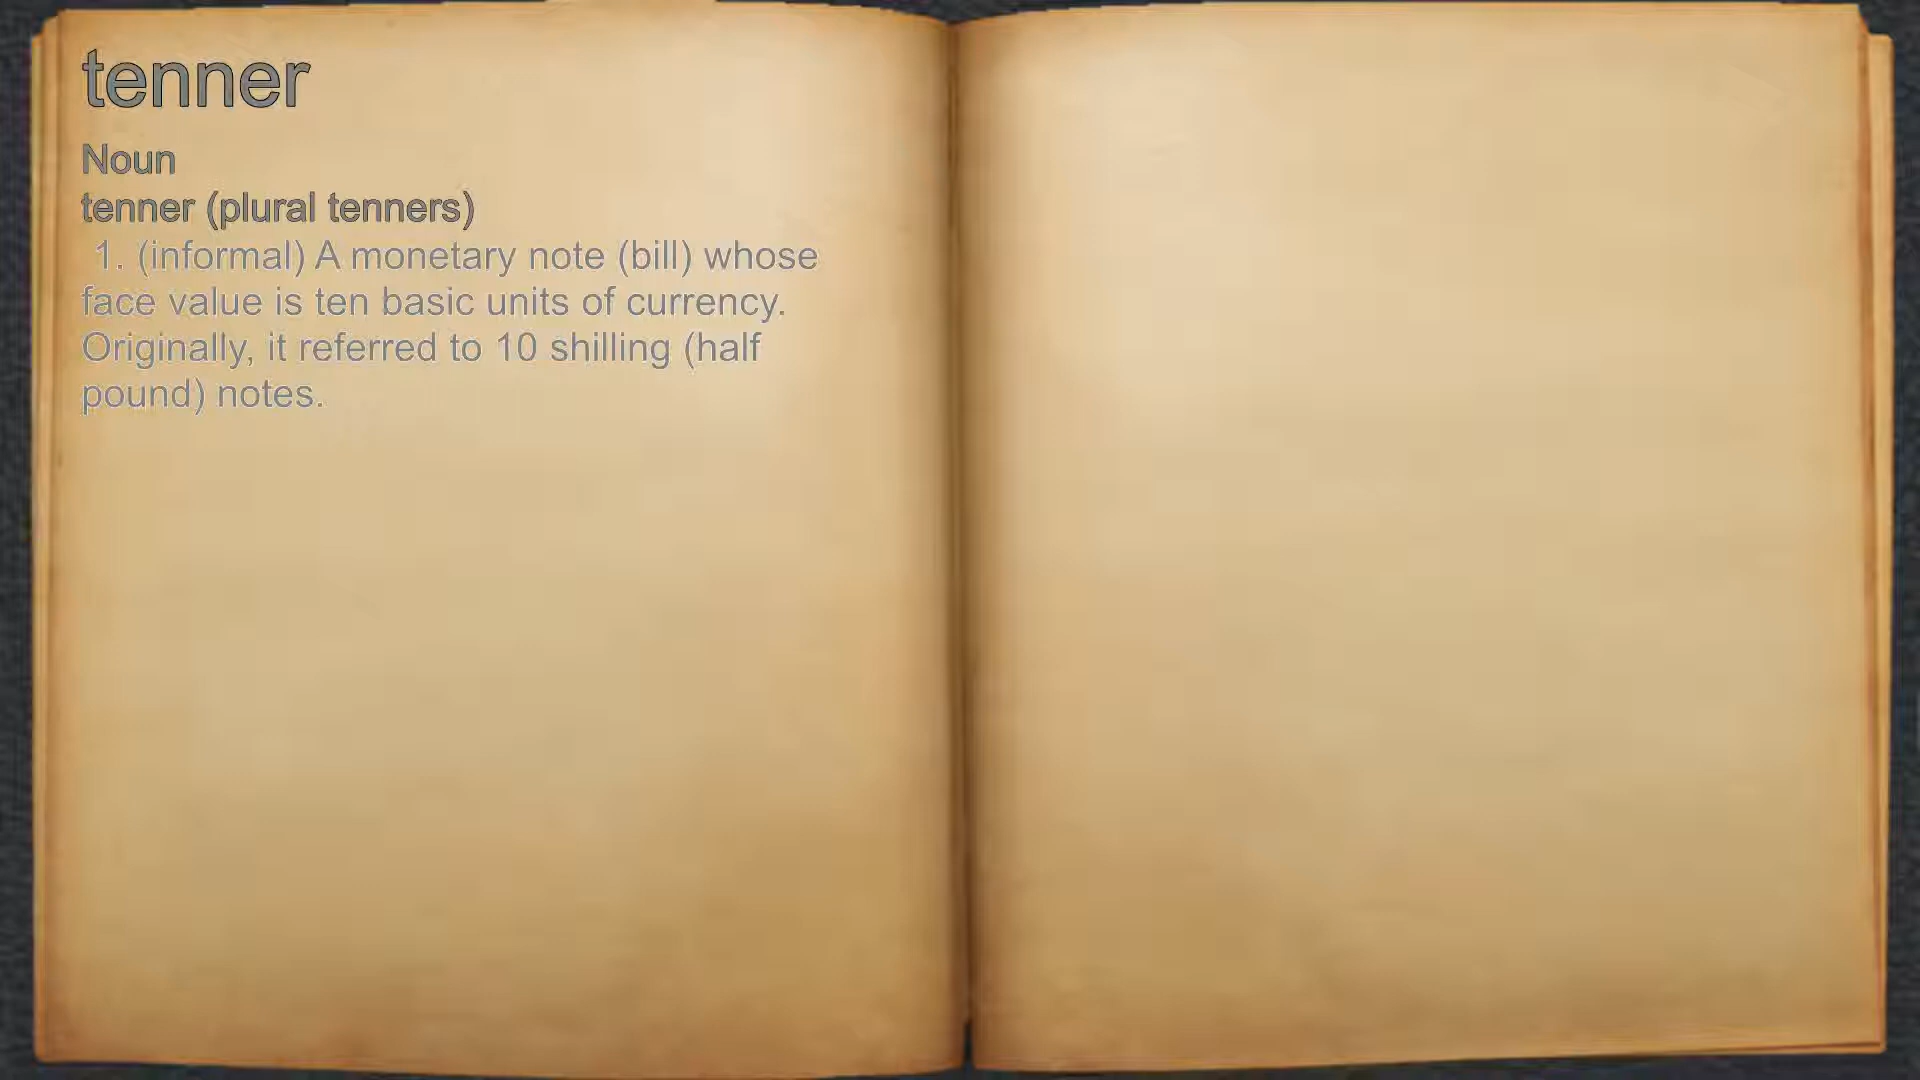 tenner
Noun
tenner (plural tenners)
1. (informal) A monetary note (bill) whose
face value is ten basic units of currency.
Originally, it referred to 10 shilling (half
pound) notes.